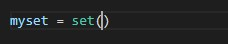 myset = set()